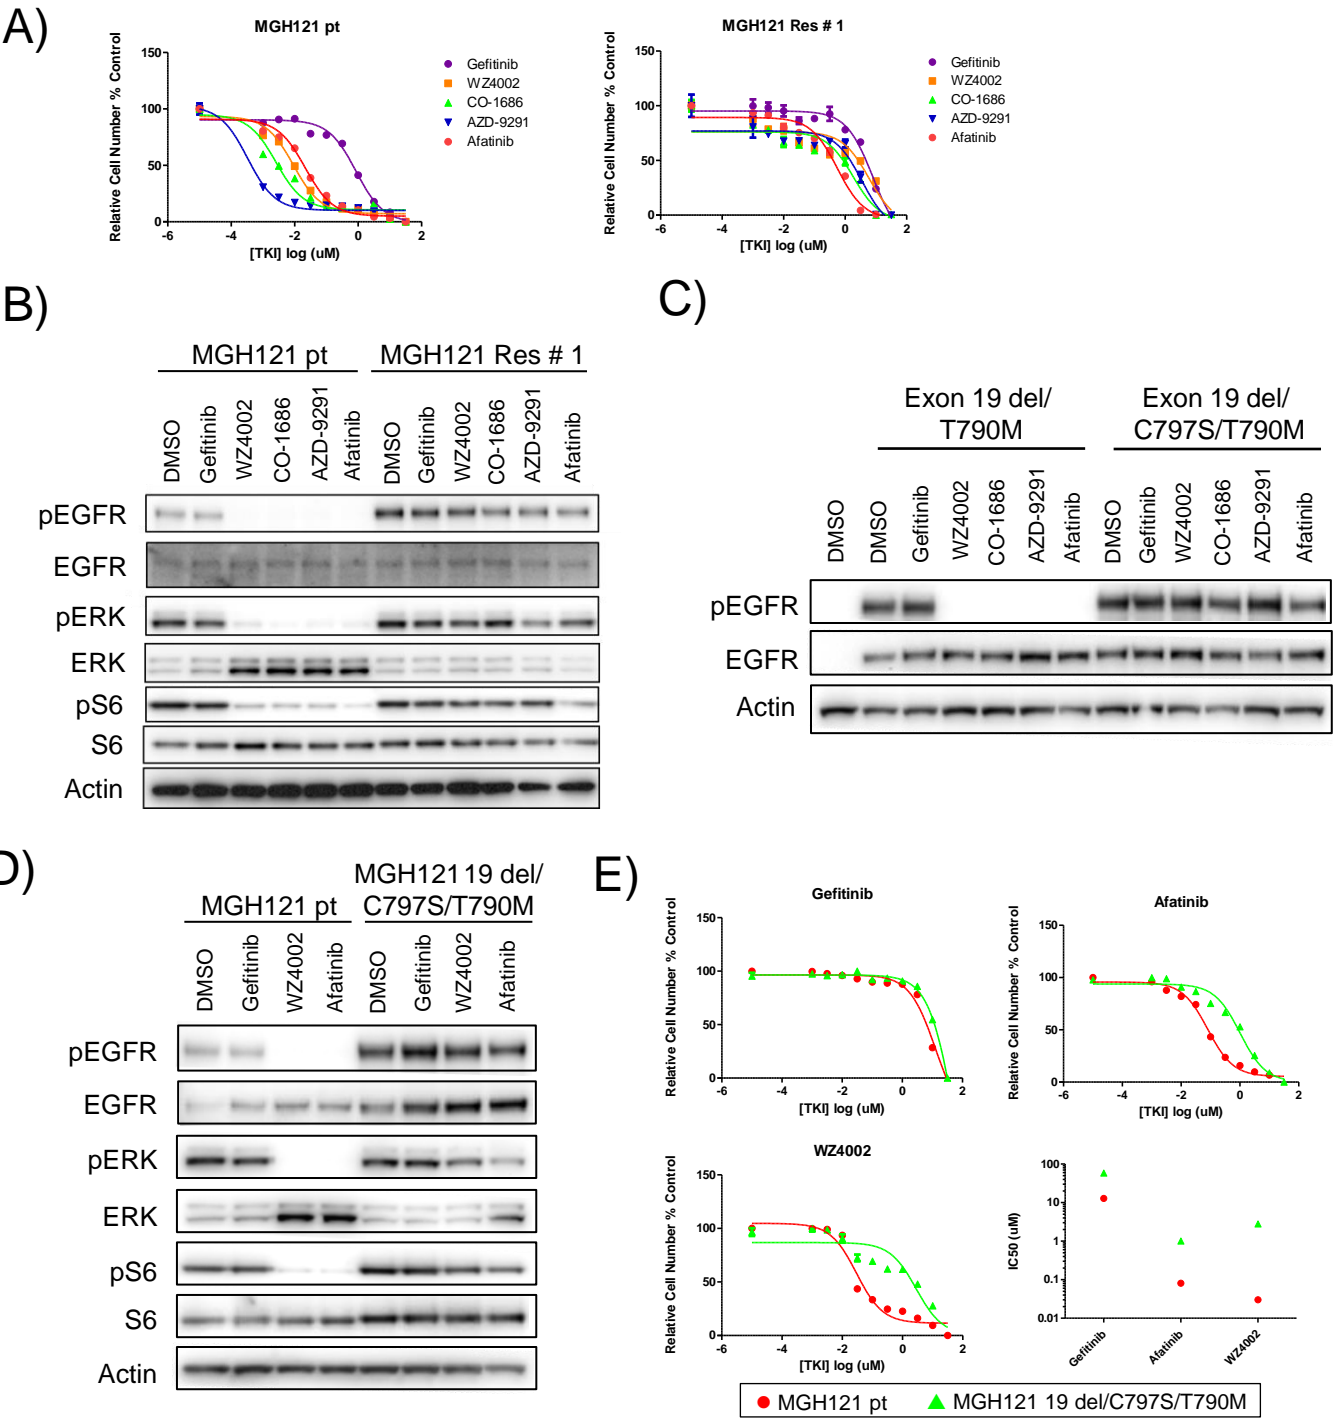 A)
MGH121 pt
Relative Cell Number % Control
150
100
50
0
-6 -4 -2 0 2
[TKI] log (uM)
Gefitinib
WZ4002
CO-1686
AZD-9291
Afatinib
MGH121 Res # 1
Relative Cell Number % Control
150
100
50
0
-6 -4 -2 0 2
[TKI] log (uM)
Gefitinib
WZ4002
CO-1686
AZD-9291
Afatinib
B)
MGH121 pt MGH121 Res # 1
DMSO Gefitinib WZ4002 CO-1686 AZD-9291 Afatinib DMSO Gefitinib WZ4002 CO-1686 AZD-9291 Afatinib
pEGFR
EGFR
pERK
ERK
pS6
S6
Actin
C)
Exon 19 del/ Exon 19 del/
T790M C797S/T790M
DMSO DMSO Gefitinib WZ4002 CO-1686 AZD-9291 Afatinib DMSO Gefitinib WZ4002 CO-1686 AZD-9291 Afatinib
pEGFR
EGFR
Actin
D)
MGH121 19 del/
MGH121 pt C797S/T790M
DMSO Gefitinib WZ4002 Afatinib DMSO Gefitinib WZ4002 Afatinib
pEGFR
EGFR
pERK
ERK
pS6
S6
Actin
E)
Gefitinib
Relative Cell Number % Control
150
100
50
0
-6 -4 -2 0 2
[TKI] log (uM)
Afatinib
Relative Cell Number % Control
150
100
50
0
-6 -4 -2 0 2
[TKI] log (uM)
WZ4002
Relative Cell Number % Control
150
100
50
0
-6 -4 -2 0 2
[TKI] log (uM)
IC50 (uM)
100
10
1
0.1
0.01
Gefitinib Afatinib WZ4002
MGH121 pt MGH121 19 del/C797S/T790M